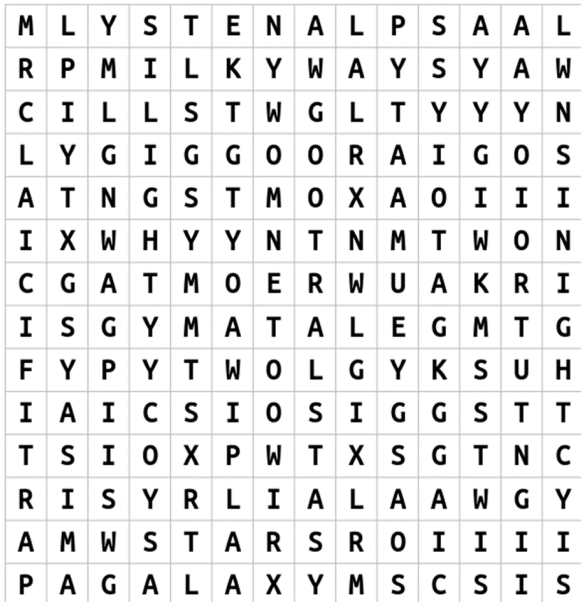 M L Y S T E N A L P S A A L
R P M I L K Y W A Y S Y A W
C I L L S T W G L T Y Y Y N
L Y G I G G O O R A I G O S
A T N G S T M O X A O I I I
I X W H Y Y N T N M T W O N
C G A T M O E R W U A K R I
I S G Y M A T A L E G M T G
F Y P Y T W O L G Y K S U H
I A I C S I O S I G G S T T
T S I O X P W T X S G T N C
R I S Y R L I A L A A W G Y
A M W S T A R S R O I I I I
P A G A L A X Y M S C S I S